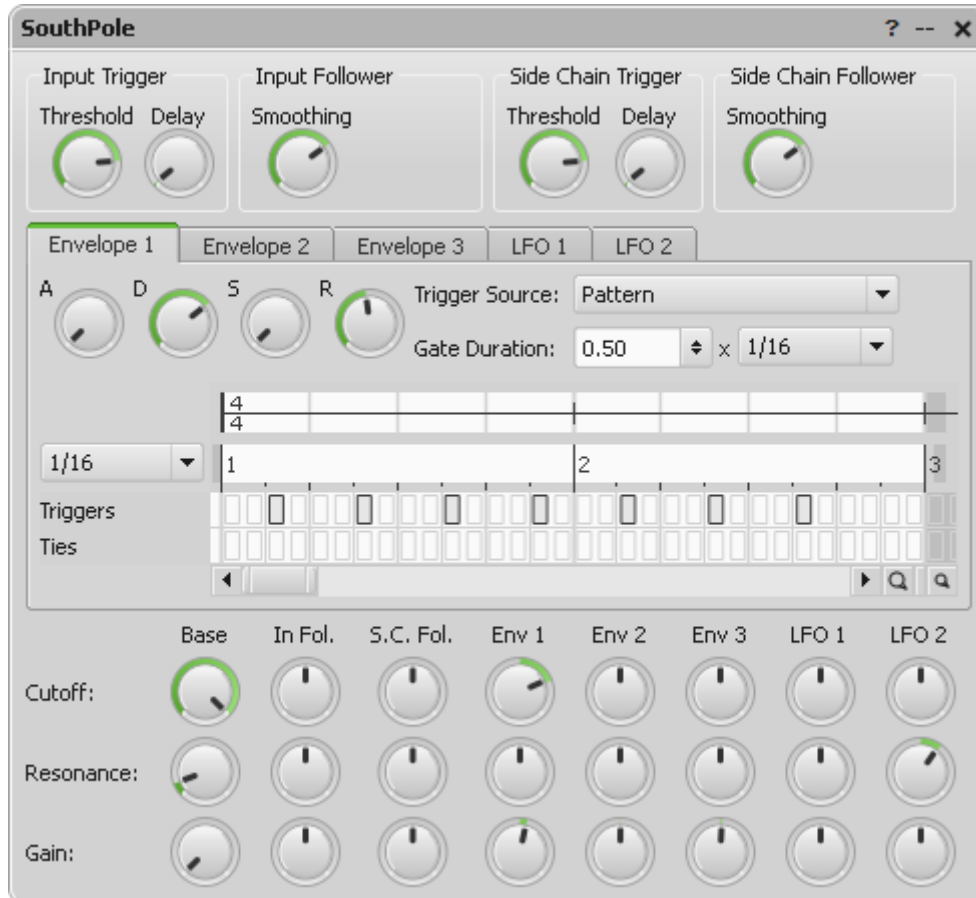 SouthPole ? -- x
Input Trigger Input Follower Side Chain Trigger Side Chain Follower
Threshold Delay Smoothing Threshold Delay Smoothing
Envelope 1 Envelope 2 Envelope 3 LFO 1 LFO 2
A D S R Trigger Source: Pattern
Gate Duration: 0.50 x 1/16
4
4
1/16 1 2 3
Triggers
Ties
Base In Fol. S.C. Fol. Env 1 Env 2 Env 3 LFO 1 LFO 2
Cutoff:
Resonance:
Gain: